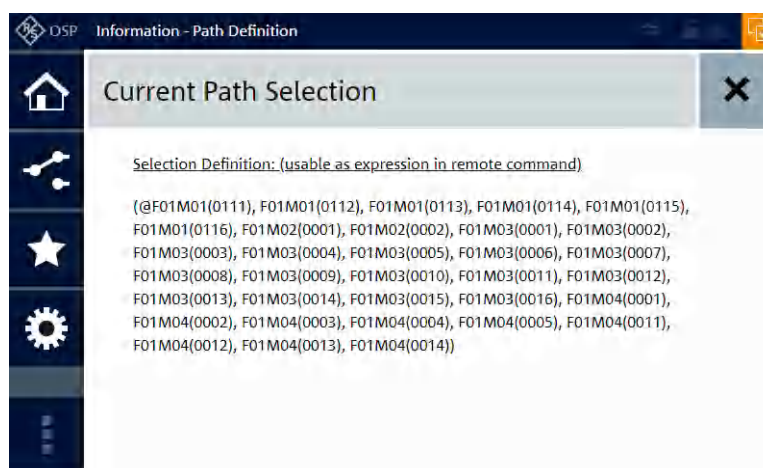 R&S OSP Information - Path Definition
Current Path Selection
Selection Definition: (usable as expression in remote command)
(@F01M01(0111), F01M01(0112), F01M01(0113), F01M01(0114), F01M01(0115),
F01M01(0116), F01M02(0001), F01M02(0002), F01M03(0001), F01M03(0002),
F01M03(0003), F01M03(0004), F01M03(0005), F01M03(0006), F01M03(0007),
F01M03(0008), F01M03(0009), F01M03(0010), F01M03(0011), F01M03(0012),
F01M03(0013), F01M03(0014), F01M03(0015), F01M03(0016), F01M04(0001),
F01M04(0002), F01M04(0003), F01M04(0004), F01M04(0005), F01M04(0011),
F01M04(0012), F01M04(0013), F01M04(0014))